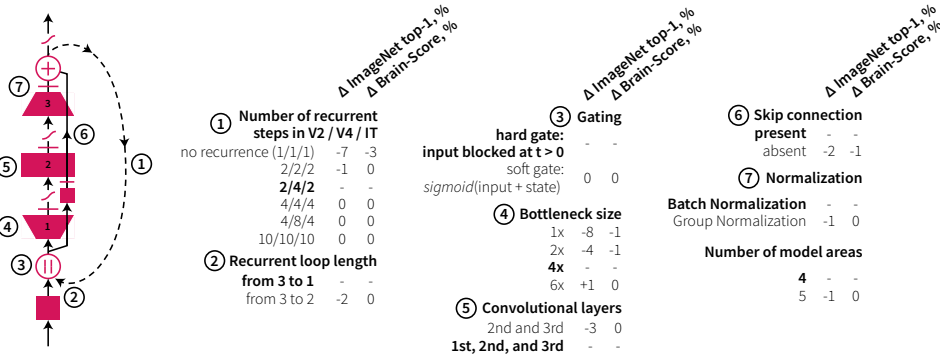 7
3
6
5
2
1
4
1
3
2
Δ ImageNet top-1, %
Δ Brain-Score, %
1 Number of recurrent
steps in V2 / V4 / IT
no recurrence (1/1/1) -7 -3
2/2/2 -1 0
2/4/2 - -
4/4/4 0 0
4/8/4 0 0
10/10/10 0 0
2 Recurrent loop length
from 3 to 1 - -
from 3 to 2 -2 0
Δ ImageNet top-1, %
Δ Brain-Score, %
3 Gating
hard gate:
input blocked at t > 0 - -
soft gate:
sigmoid(input + state) 0 0
4 Bottleneck size
1x -8 -1
2x -4 -1
4x - -
6x +1 0
5 Convolutional layers
2nd and 3rd -3 0
1st, 2nd, and 3rd - -
Δ ImageNet top-1, %
Δ Brain-Score, %
6 Skip connection
present - -
absent -2 -1
7 Normalization
Batch Normalization - -
Group Normalization -1 0
Number of model areas
4 - -
5 -1 0